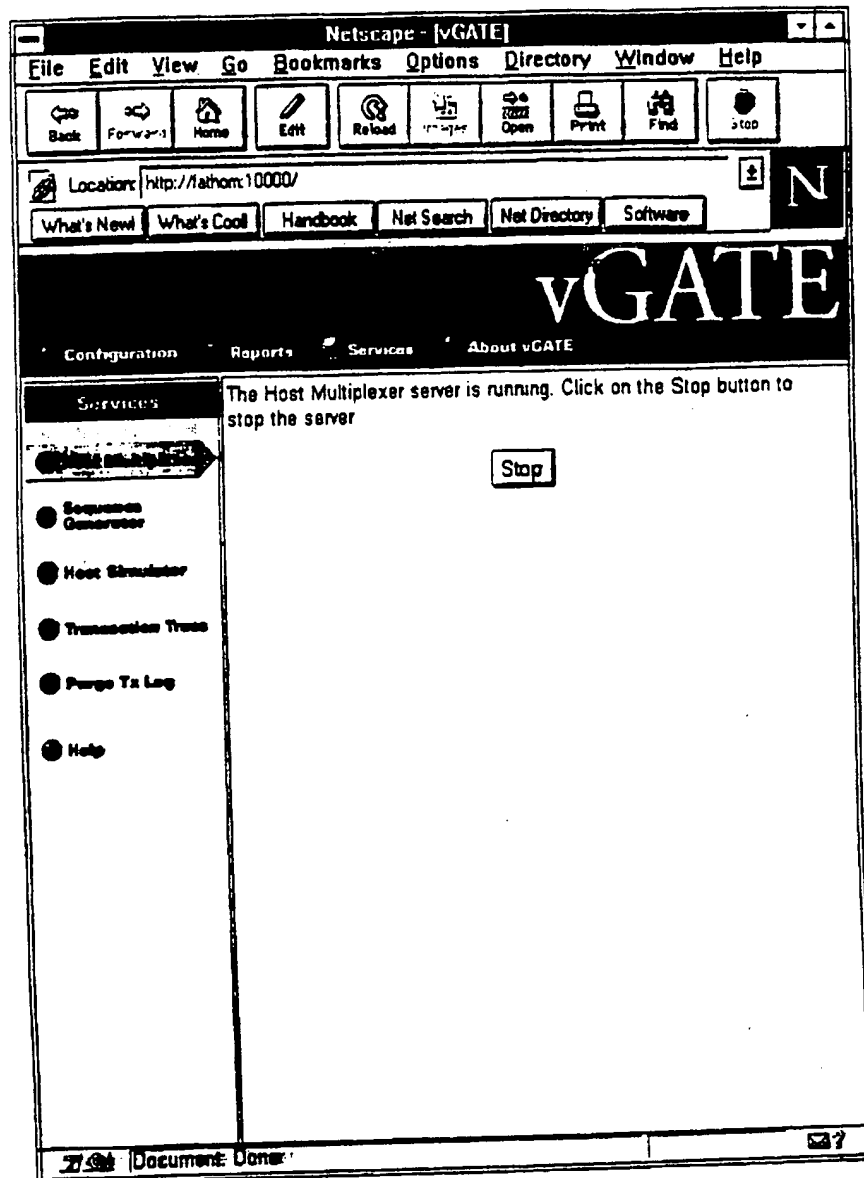 Netscape - [vGATE]
File Edit View Go Bookmarks Options Directory Window Help
Back Forward Home Edit Reload Images Open Print Find Stop
Location: http://fathom:10000/
What's New! What's Cool! Handbook Net Search Net Directory Software
N
vGATE
Configuration Reports Services About vGATE
Services
The Host Multiplexer server is running. Click on the Stop button to
stop the server
Stop
Host Multiplexer
Sequence
Generator
Host Simulator
Transaction Trace
Purge Tx Log
Help
Document: Done